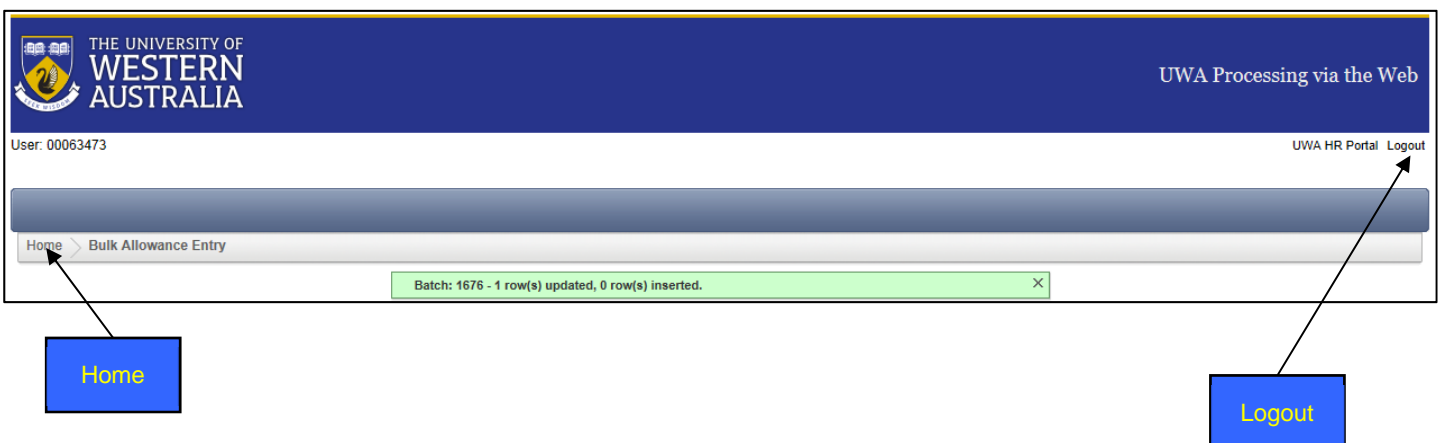 THE UNIVERSITY OF
WESTERN
AUSTRALIA
UWA Processing via the Web
User: 00063473
UWA HR Portal Logout
Home Bulk Allowance Entry
Batch: 1676 - 1 row(s) updated, 0 row(s) inserted.
Home
Logout